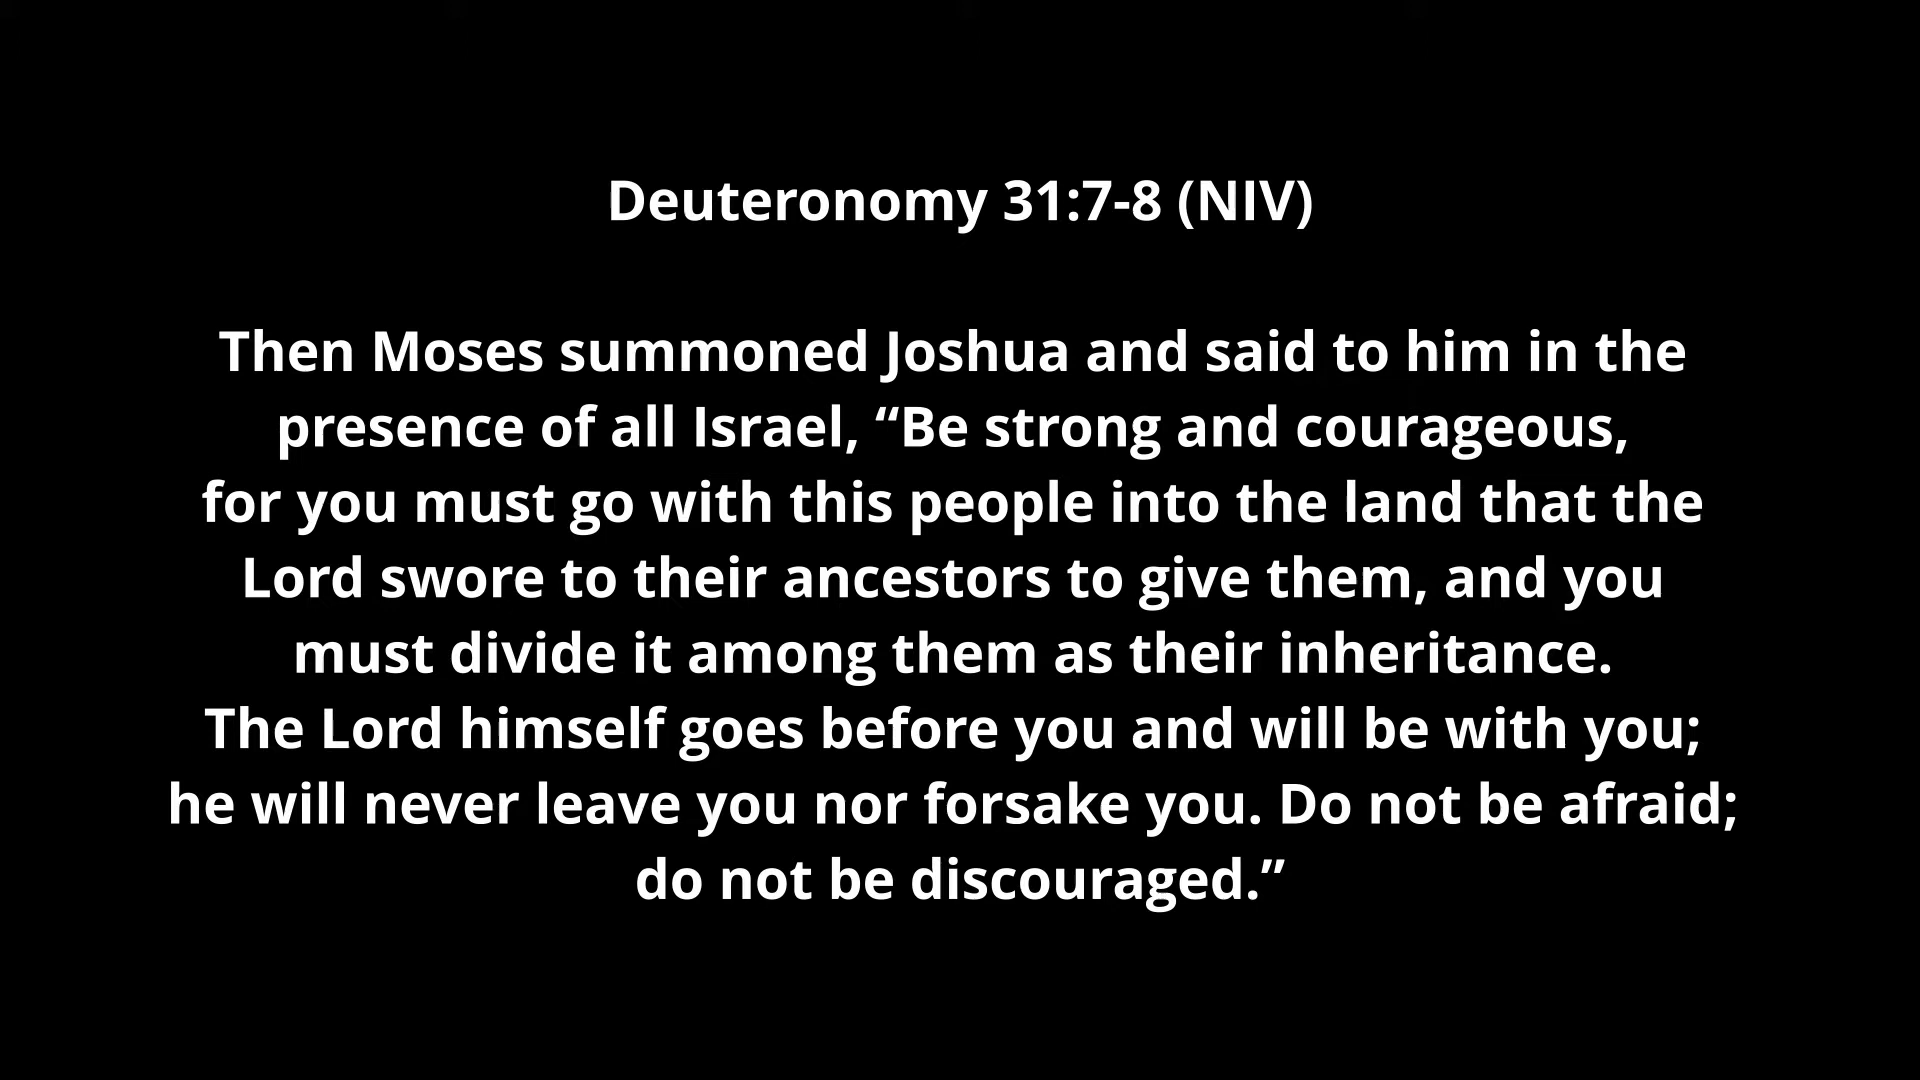 Deuteronomy 31:7-8 (NIV)
Then Moses summoned Joshua and said to him in the
presence of all Israel, “Be strong and courageous,
for you must go with this people into the land that the
Lord swore to their ancestors to give them, and you
must divide it among them as their inheritance.
The Lord himself goes before you and will be with you;
he will never leave you nor forsake you. Do not be afraid;
do not be discouraged.”